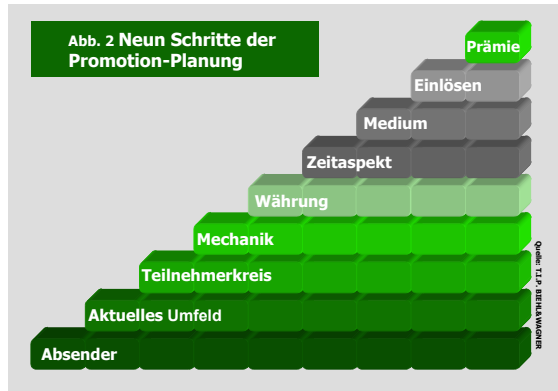 Abb. 2 Neun Schritte der
Promotion-Planung
Prämie
Einlösen
Medium
Zeitaspekt
Währung
Mechanik
Teilnehmerkreis
Aktuelles Umfeld
Absender
Quelle: T.I.P. BIEHL&WAGNER